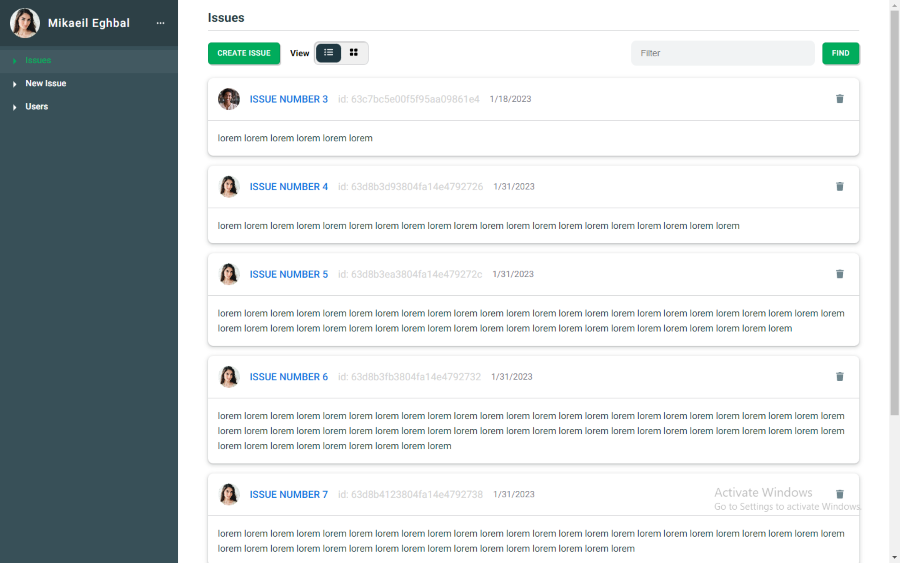 Mikaeil Eghbal
...
Issues
New Issue
Users
Issues
CREATE ISSUE
View
Filter
FIND
ISSUE NUMBER 3 id: 63c7bc5e00f5f95aa09861e4 1/18/2023
lorem lorem lorem lorem lorem lorem
ISSUE NUMBER 4 id: 63d8b3d93804fa14e4792726 1/31/2023
lorem lorem lorem lorem lorem lorem lorem lorem lorem lorem lorem lorem lorem lorem lorem lorem lorem lorem lorem lorem
ISSUE NUMBER 5 id: 63d8b3ea3804fa14e479272c 1/31/2023
lorem lorem lorem lorem lorem lorem lorem lorem lorem lorem lorem lorem lorem lorem lorem lorem lorem lorem lorem lorem lorem lorem lorem lorem
lorem lorem lorem lorem lorem lorem lorem lorem lorem lorem lorem lorem lorem lorem lorem lorem lorem lorem lorem lorem lorem lorem
ISSUE NUMBER 6 id: 63d8b3fb3804fa14e4792732 1/31/2023
lorem lorem lorem lorem lorem lorem lorem lorem lorem lorem lorem lorem lorem lorem lorem lorem lorem lorem lorem lorem lorem lorem lorem lorem
lorem lorem lorem lorem lorem lorem lorem lorem lorem lorem lorem lorem lorem lorem lorem lorem lorem lorem lorem lorem lorem lorem lorem lorem
lorem lorem lorem lorem lorem lorem lorem lorem lorem
ISSUE NUMBER 7 id: 63d8b4123804fa14e4792738 1/31/2023
lorem lorem lorem lorem lorem lorem lorem lorem lorem lorem lorem lorem lorem lorem lorem lorem lorem lorem lorem lorem lorem lorem lorem lorem
lorem lorem lorem lorem lorem lorem lorem lorem lorem lorem lorem lorem lorem lorem lorem lorem
Activate Windows
Go to Settings to activate Windows.